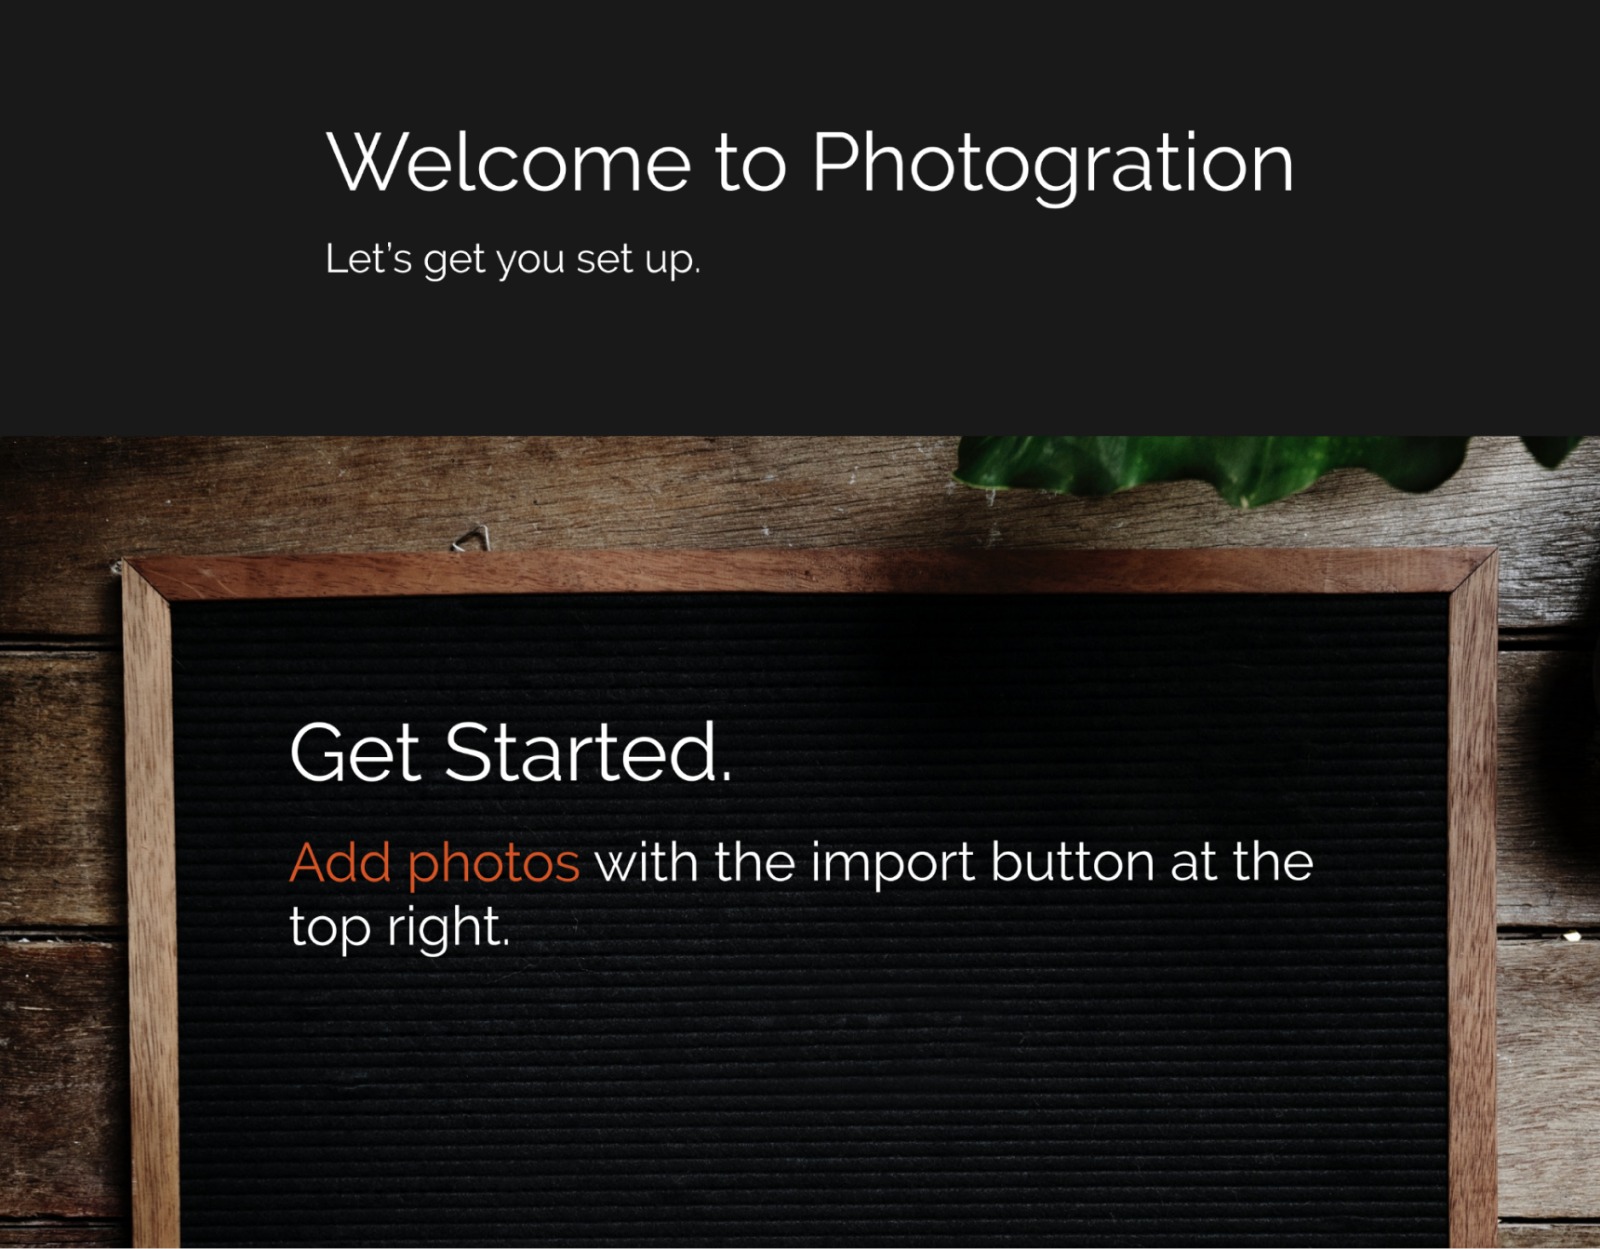 Welcome to Photogration
Let's get you set up.
Get Started.
Add photos with the import button at the
top right.